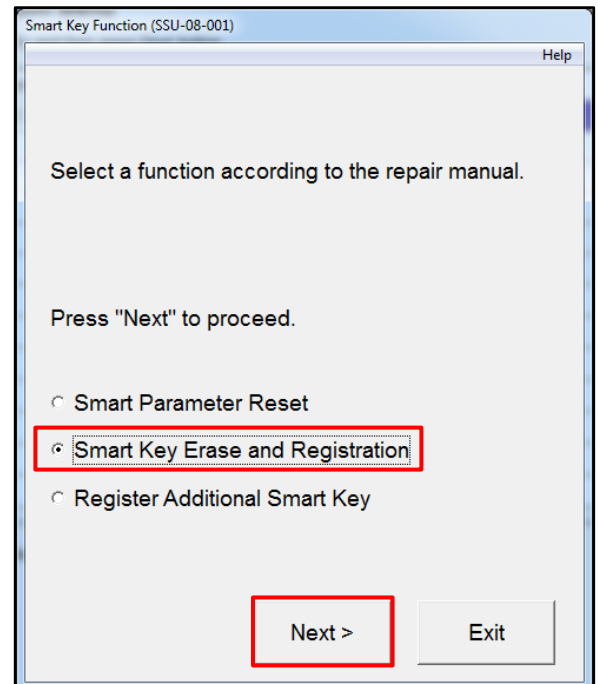 Smart Key Function (SSU-08-001)
Help
Select a function according to the repair manual.
Press "Next" to proceed.
Smart Parameter Reset
Smart Key Erase and Registration
Register Additional Smart Key
Next >
Exit